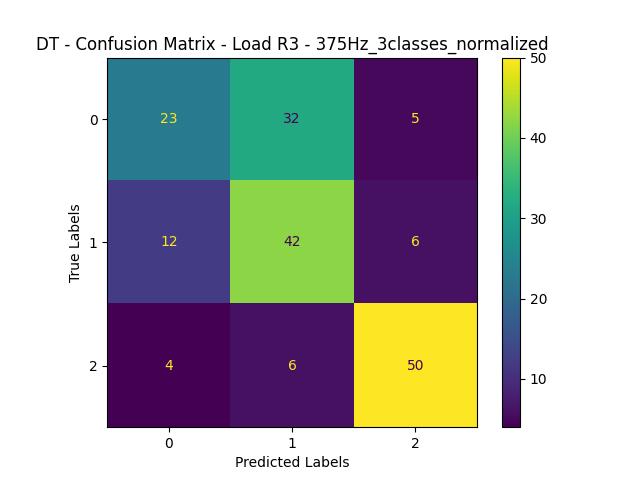 DT - Confusion Matrix - Load R3 - 375Hz_3classes_normalized
50
0 23 32 5
40
30
True Labels
1 12 42 6
20
2 4 6 50
10
0 1 2
Predicted Labels